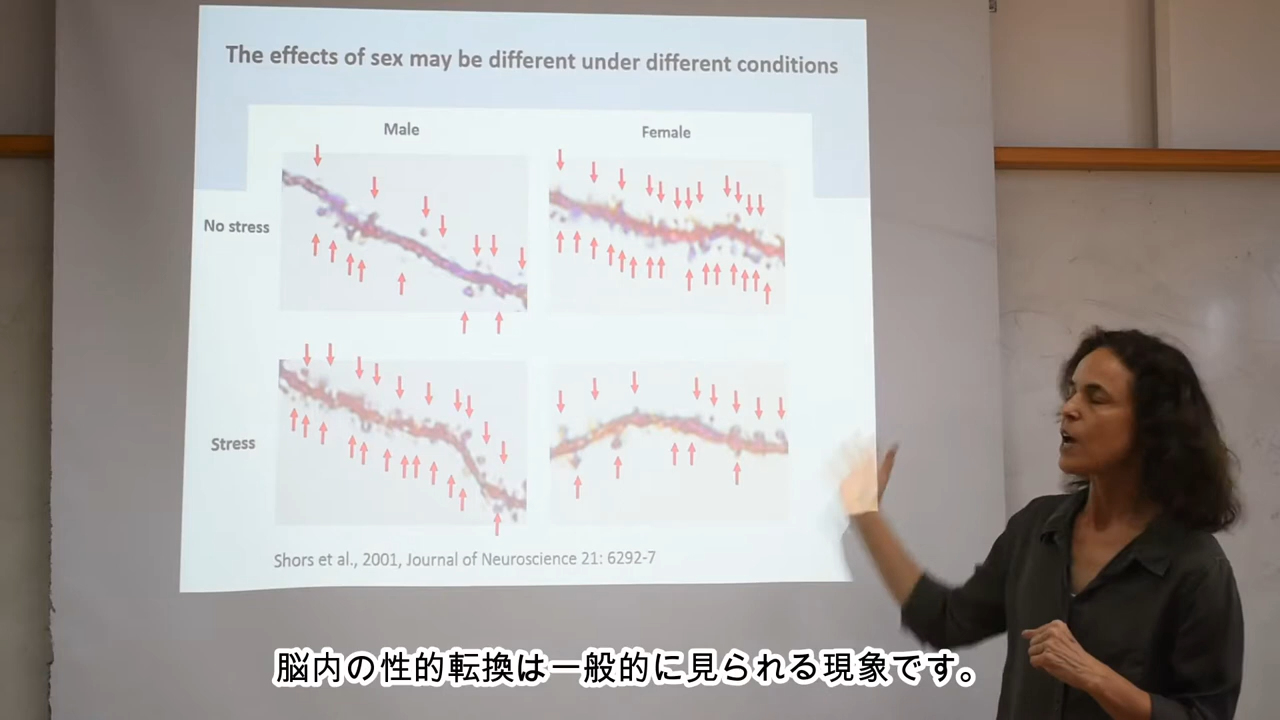 The effects of sex may be different under different conditions
Male
Female
No stress
Stress
Shors et al., 2001, Journal of Neuroscience 21: 6292-7
脳内の性的転換は一般的に見られる現象です。